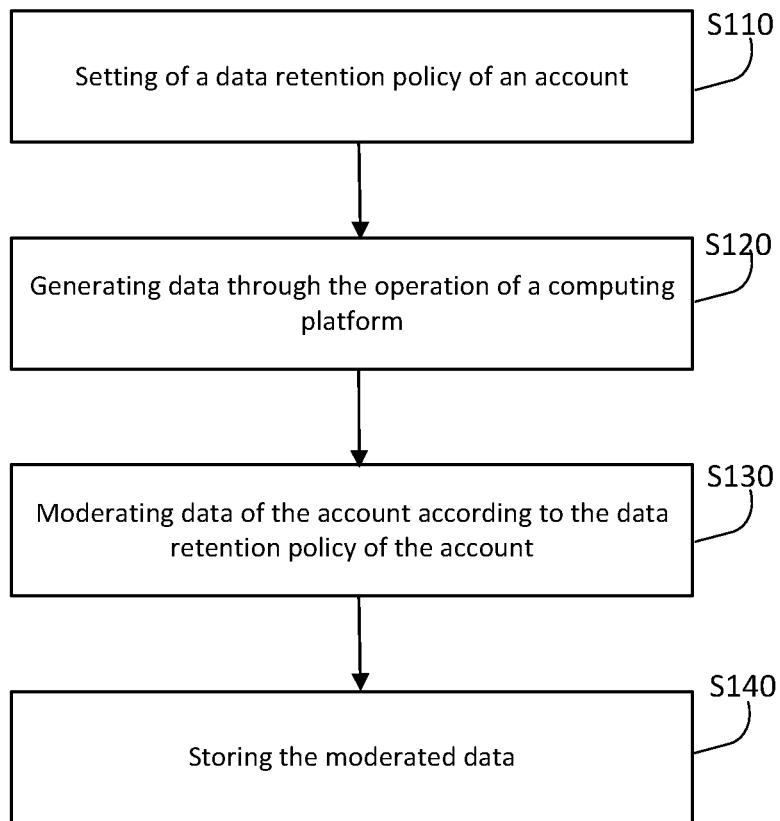 S110
Setting of a data retention policy of an account
S120
Generating data through the operation of a computing
platform
S130
Moderating data of the account according to the data
retention policy of the account
S140
Storing the moderated data